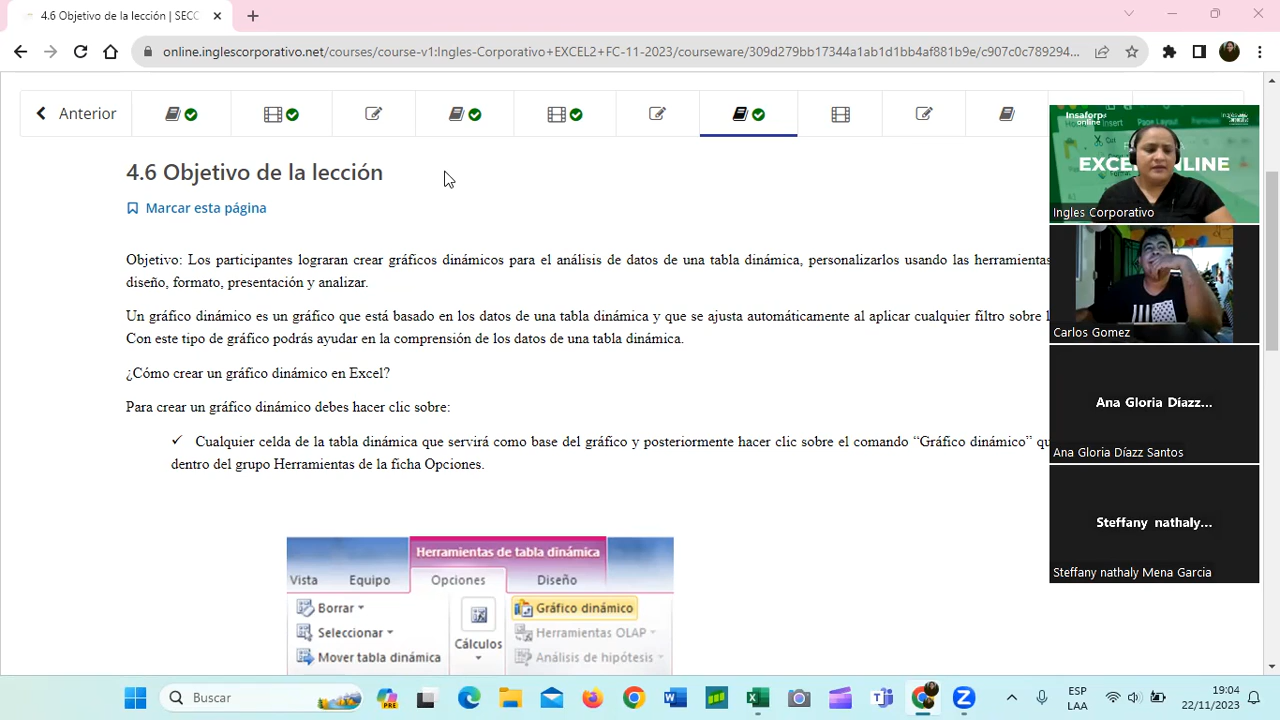 4.6 Objetivo de la lección | SECC
online.inglescorporativo.net/courses/course-v1:Ingles-Corporativo+EXCEL2+FC-11-2023/courseware/309d279bb17344a1ab1d1bb4af881b9e/c907c0c789294...
Anterior
4.6 Objetivo de la lección
Marcar esta página
Objetivo: Los participantes lograran crear gráficos dinámicos para el análisis de datos de una tabla dinámica, personalizarlos usando las herramientas
diseño, formato, presentación y analizar.
Un gráfico dinámico es un gráfico que está basado en los datos de una tabla dinámica y que se ajusta automáticamente al aplicar cualquier filtro sobre l
Con este tipo de gráfico podrás ayudar en la comprensión de los datos de una tabla dinámica.
¿Cómo crear un gráfico dinámico en Excel?
Para crear un gráfico dinámico debes hacer clic sobre:
✓ Cualquier celda de la tabla dinámica que servirá como base del gráfico y posteriormente hacer clic sobre el comando “Gráfico dinámico” qu
dentro del grupo Herramientas de la ficha Opciones.
Herramientas de tabla dinámica
Vista Equipo Opciones Diseño
Borrar
Seleccionar
Mover tabla dinámica
Cálculos
Gráfico dinámico
Herramientas OLAP
Análisis de hipótesis
Insaforp
online
Insert Page Layout
EXCEL ONLINE
Ingles Corporativo
Carlos Gomez
Ana Gloria Díazz...
Ana Gloria Díazz Santos
Steffany nathaly...
Steffany nathaly Mena Garcia
Buscar
PRE
ESP
LAA
19:04
22/11/2023